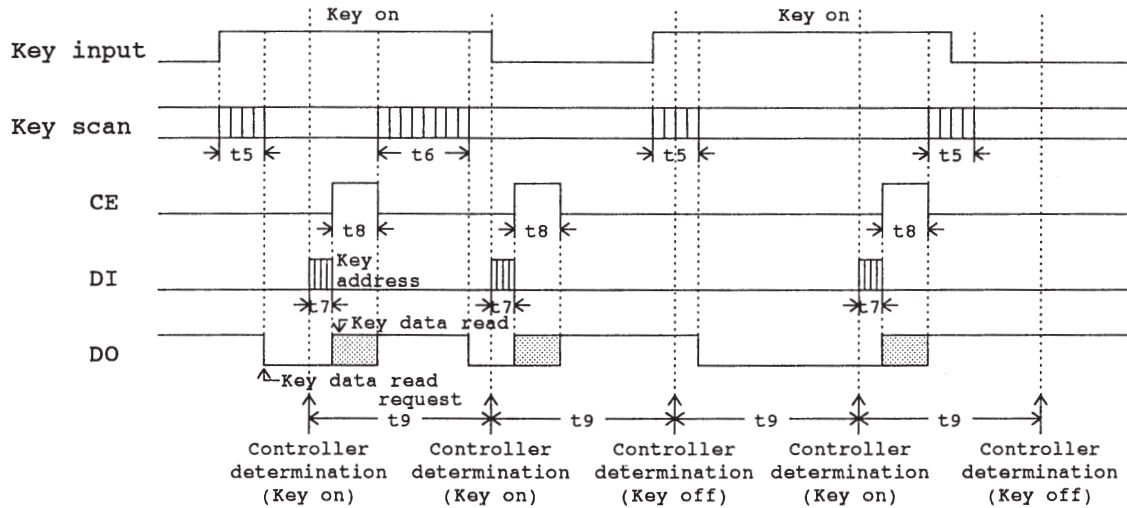 Key on
Key on
Key input
Key scan
t5
t6
t5
t5
CE
t8
t8
t8
DI
Key
address
t7
t7
t7
Key data read
DO
Key data read
request
t9
t9
t9
t9
Controller
determination
(Key on)
Controller
determination
(Key on)
Controller
determination
(Key off)
Controller
determination
(Key on)
Controller
determination
(Key off)